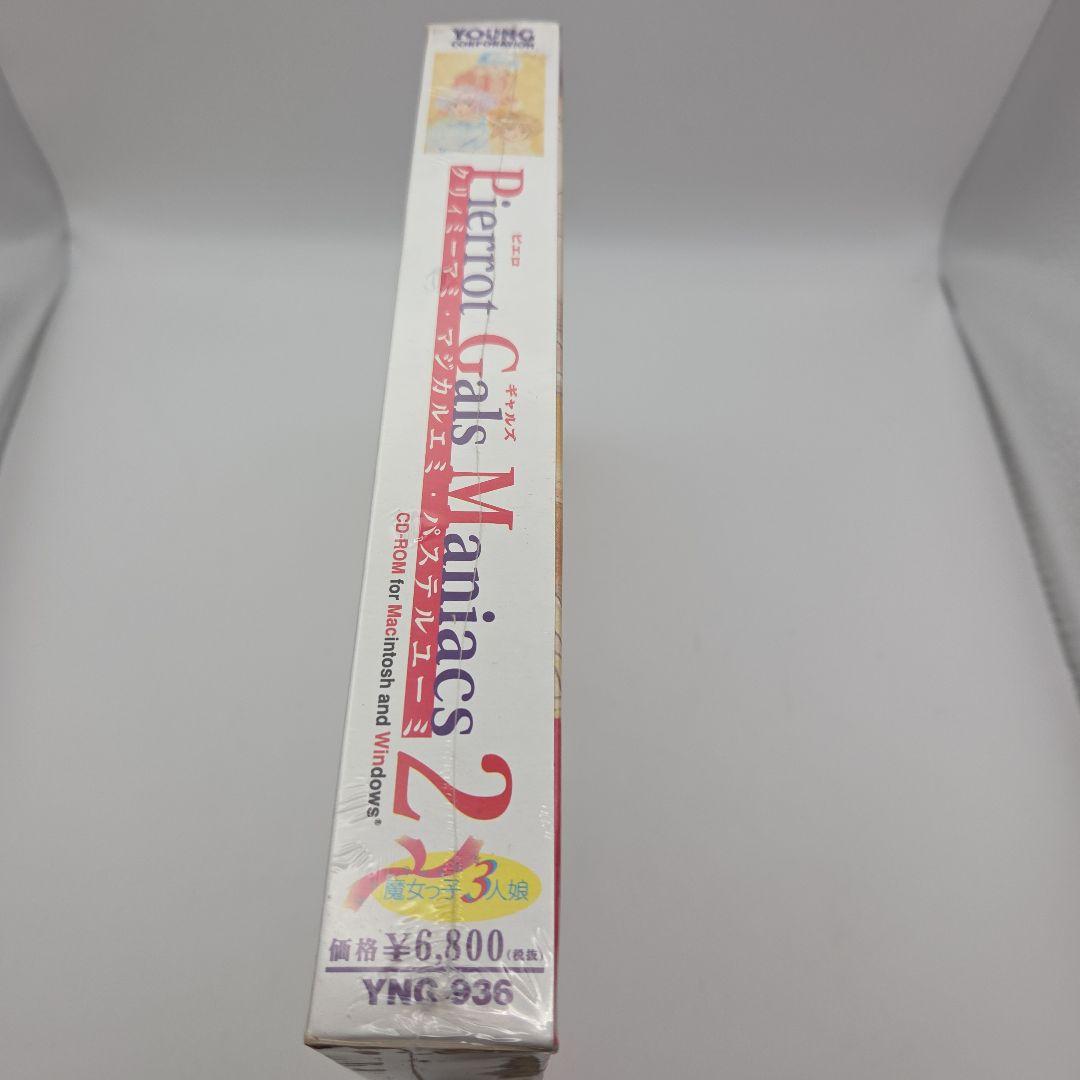 YOUNG
CORPORATION
ピエロ
ギャルズ
Pierrot Gals Maniacs 2
クリィミーマミ・マジカルエミ・パステルユーミ
CD-ROM for Macintosh and Windows®
魔女っ子3人娘
価格 ¥6,800(税抜)
YNG-936